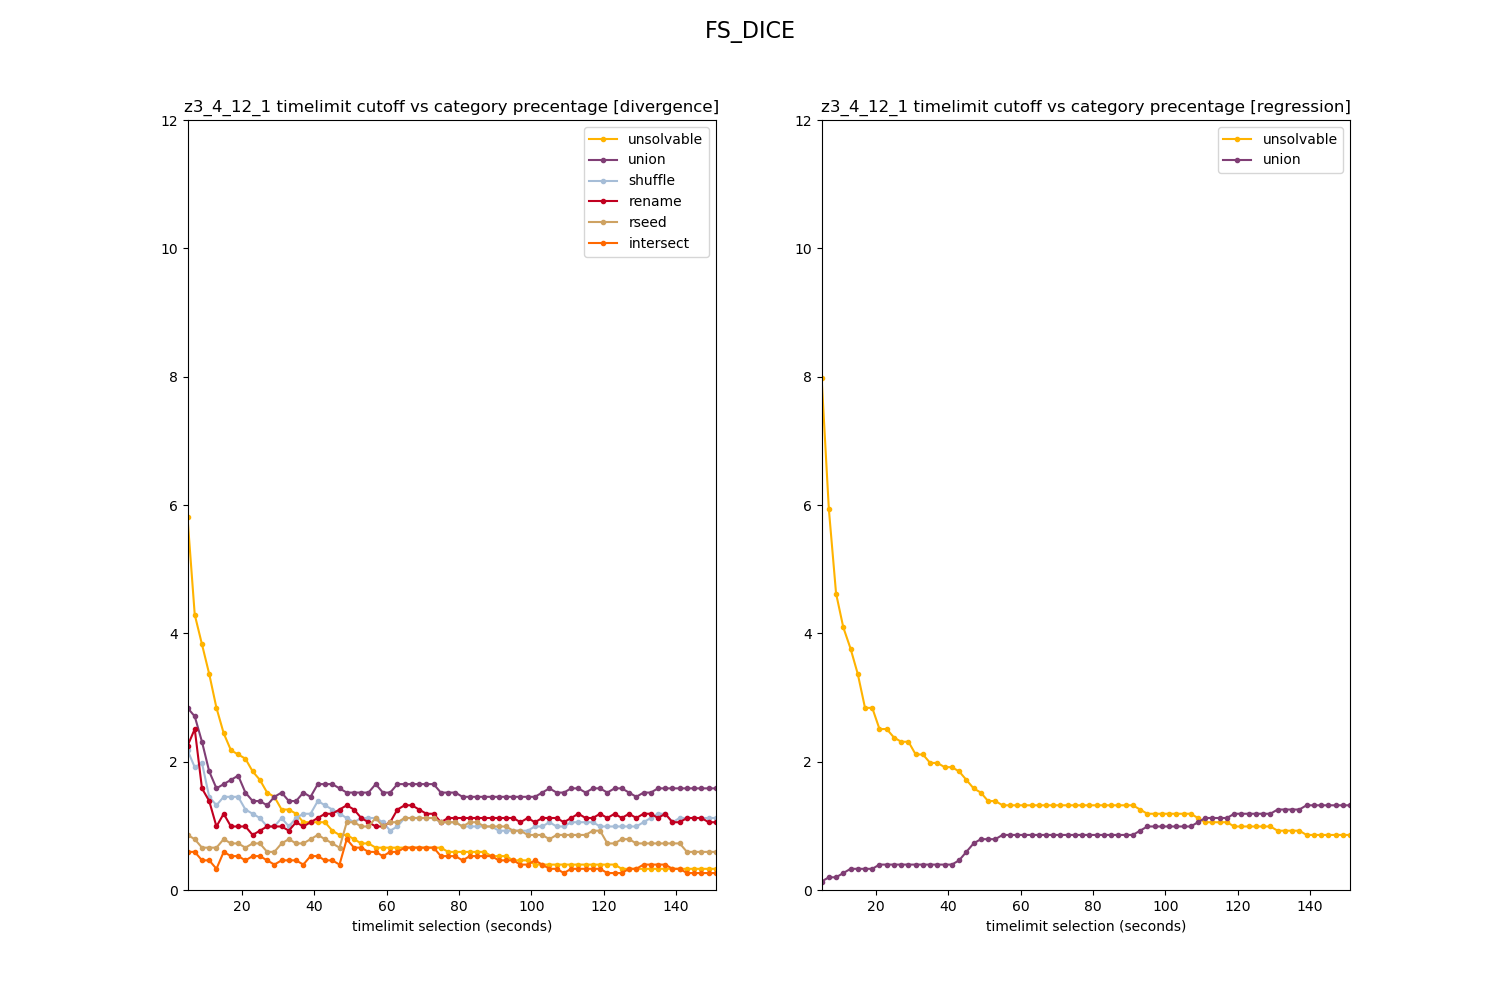 FS_DICE
z3_4_12_1 timelimit cutoff vs category precentage [divergence]
12
10
8
6
4
2
0
20 40 60 80 100 120 140
timelimit selection (seconds)
unsolvable
union
shuffle
rename
rseed
intersect
z3_4_12_1 timelimit cutoff vs category precentage [regression]
12
10
8
6
4
2
0
20 40 60 80 100 120 140
timelimit selection (seconds)
unsolvable
union